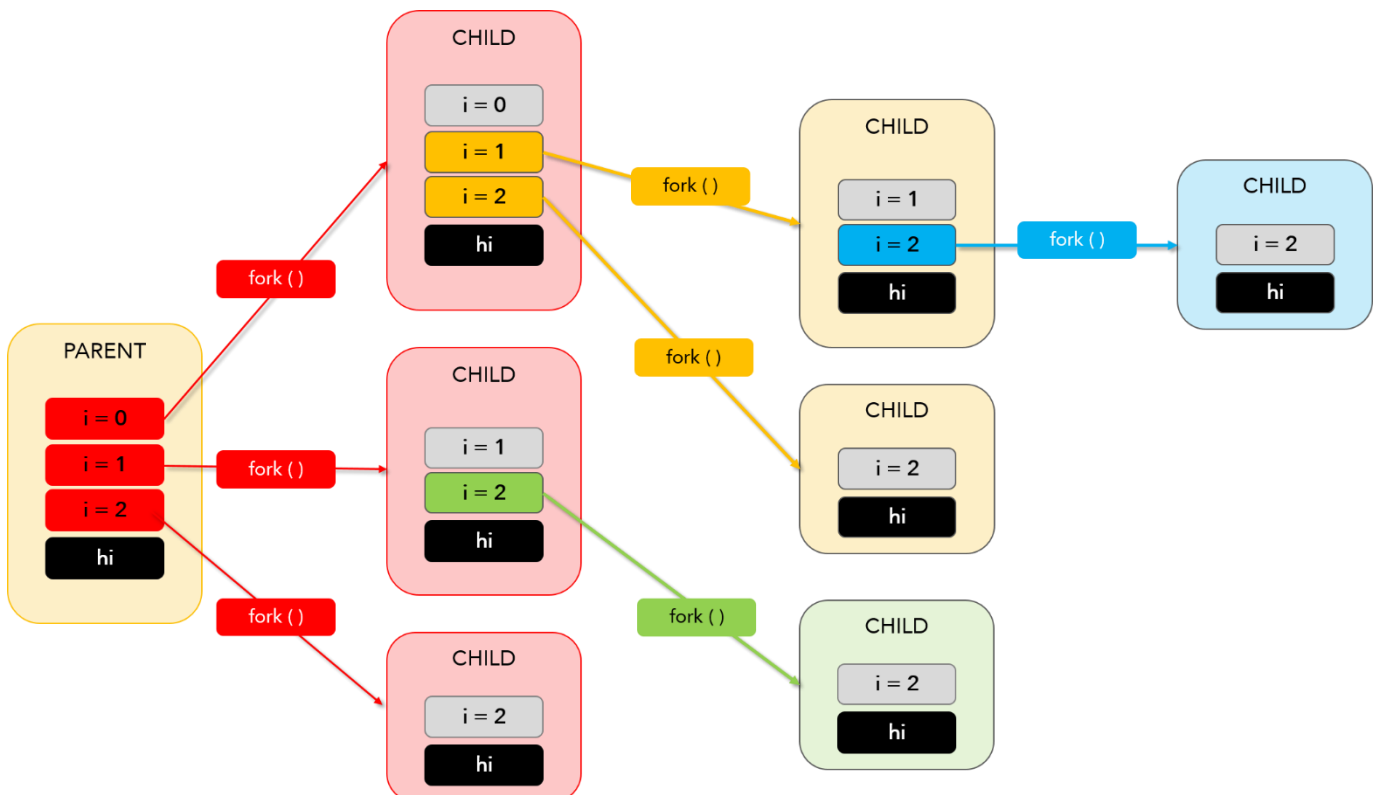 PARENT
i = 0
i = 1
i = 2
hi
fork ( )
fork ( )
fork ( )
CHILD
i = 0
i = 1
i = 2
hi
CHILD
i = 1
i = 2
hi
CHILD
i = 2
hi
fork ( )
fork ( )
fork ( )
CHILD
i = 1
i = 2
hi
CHILD
i = 2
hi
CHILD
i = 2
hi
fork ( )
CHILD
i = 2
hi